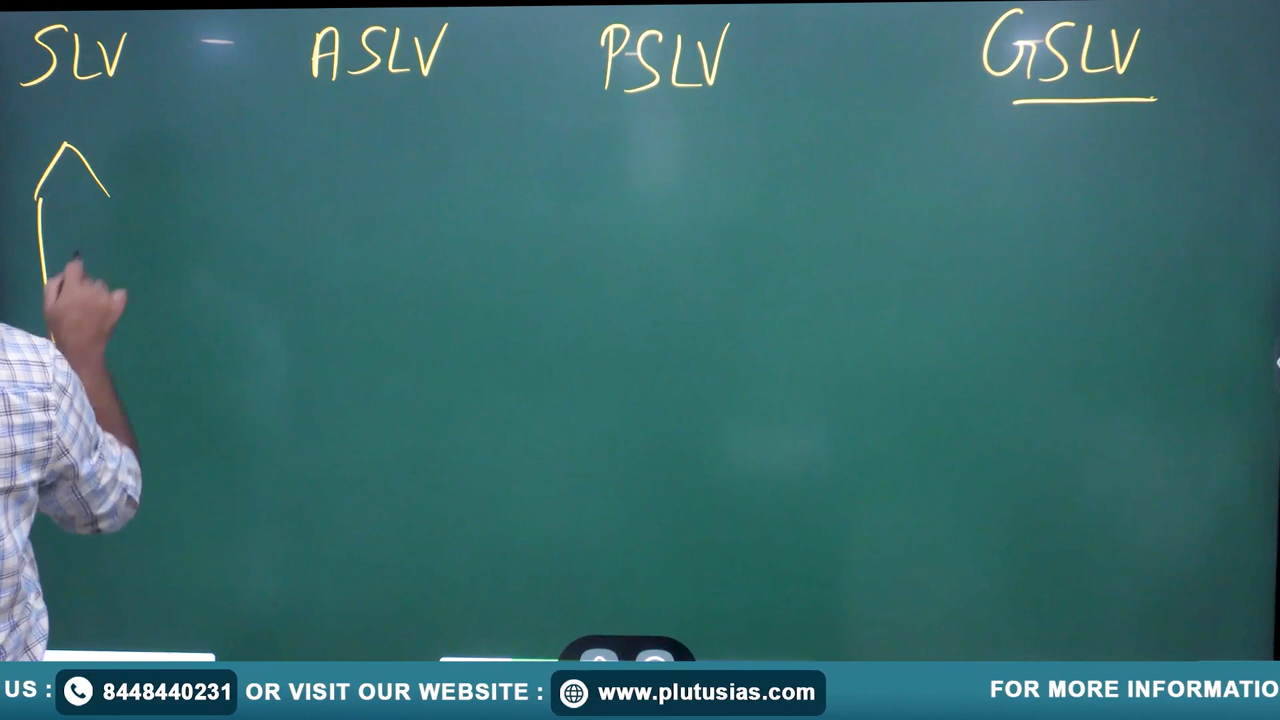 SLV - ASLV PSLV GSLV
US : 8448440231 OR VISIT OUR WEBSITE : www.plutusias.com FOR MORE INFORMATIO